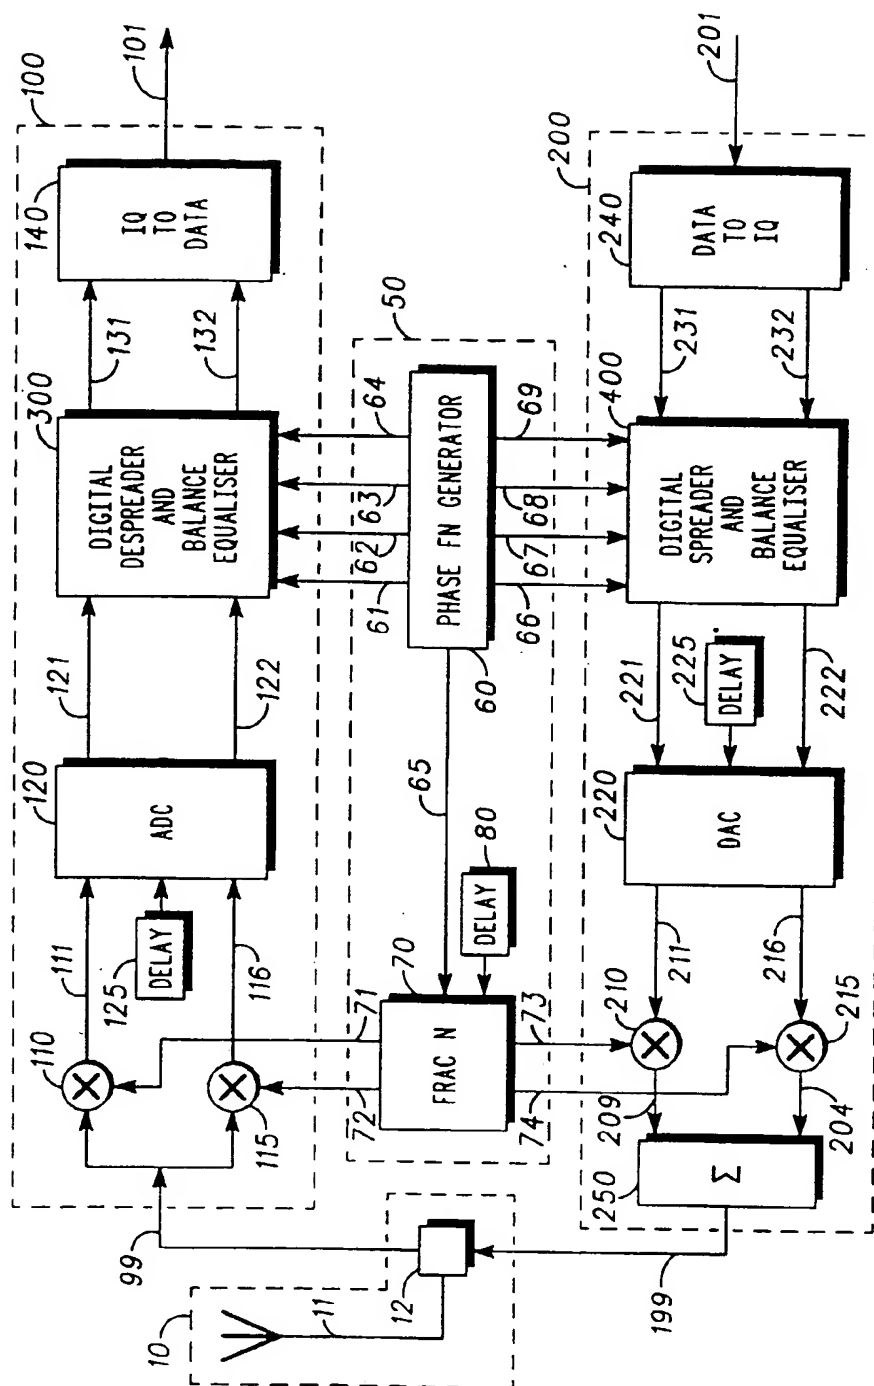 100
101
110
111
120
121
300
131
140
ADC
DIGITAL
DESPREADER
AND
BALANCE
EQUALISER
IQ
TO
DATA
125
DELAY
115
116
122
132
99
10
11
12
50
71
72
61
62
63
64
70
FRAC N
65
PHASE FN GENERATOR
DELAY
80
60
73
74
66
67
68
69
200
201
210
211
220
221
225
DELAY
400
231
240
209
DAC
DIGITAL
SPREADER
AND
BALANCE
EQUALISER
DATA
TO
IQ
250
Σ
204
215
216
222
232
199